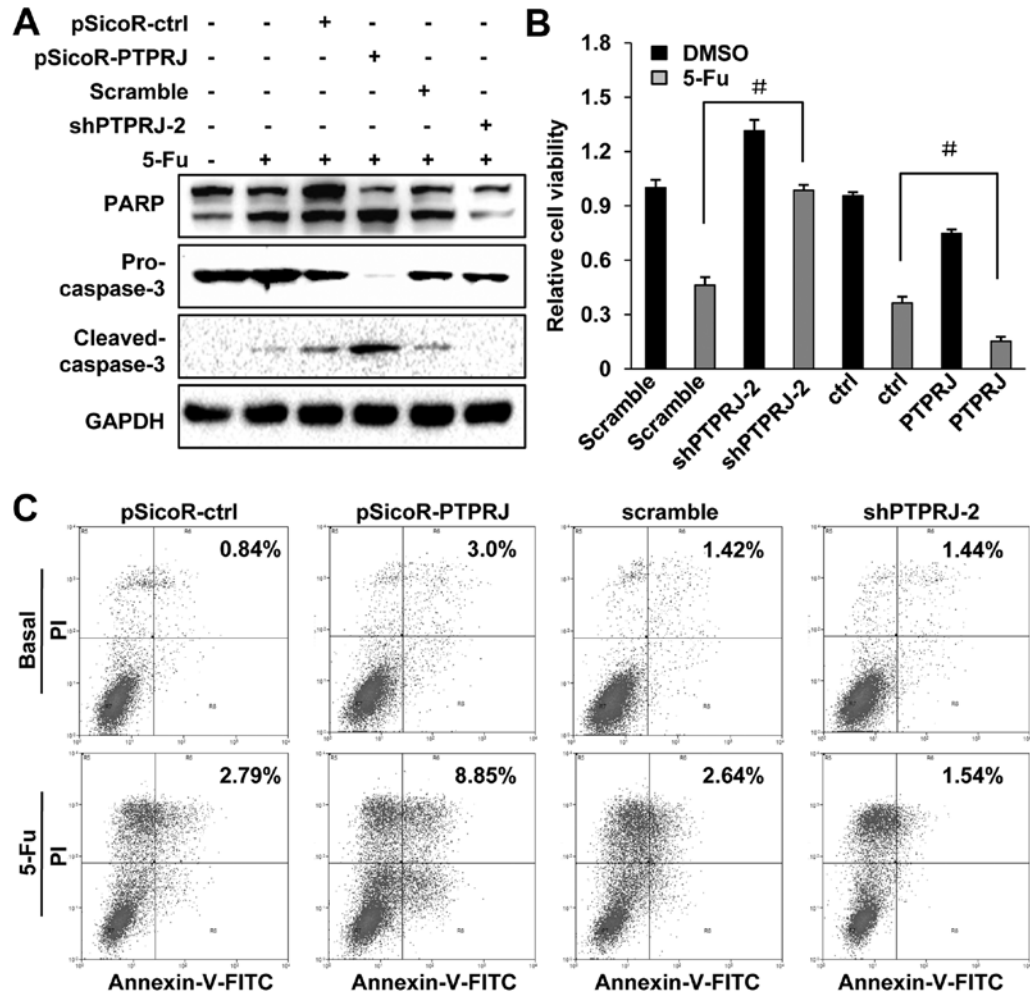 A
pSicoR-ctrl - - + - - -
pSicoR-PTPRJ - - - + - -
Scramble - - - - + -
shPTPRJ-2 - - - - - +
5-Fu - + + + + +
PARP
Pro-
caspase-3
Cleaved-
caspase-3
GAPDH
B
DMSO
5-Fu
#
#
Relative cell viability
1.8
1.5
1.2
0.9
0.6
0.3
0
Scramble
Scramble
shPTPRJ-2
shPTPRJ-2
ctrl
ctrl
PTPRJ
PTPRJ
C
pSicoR-ctrl
pSicoR-PTPRJ
scramble
shPTPRJ-2
Basal
PI
0.84%
3.0%
1.42%
1.44%
5-Fu
PI
2.79%
8.85%
2.64%
1.54%
Annexin-V-FITC
Annexin-V-FITC
Annexin-V-FITC
Annexin-V-FITC